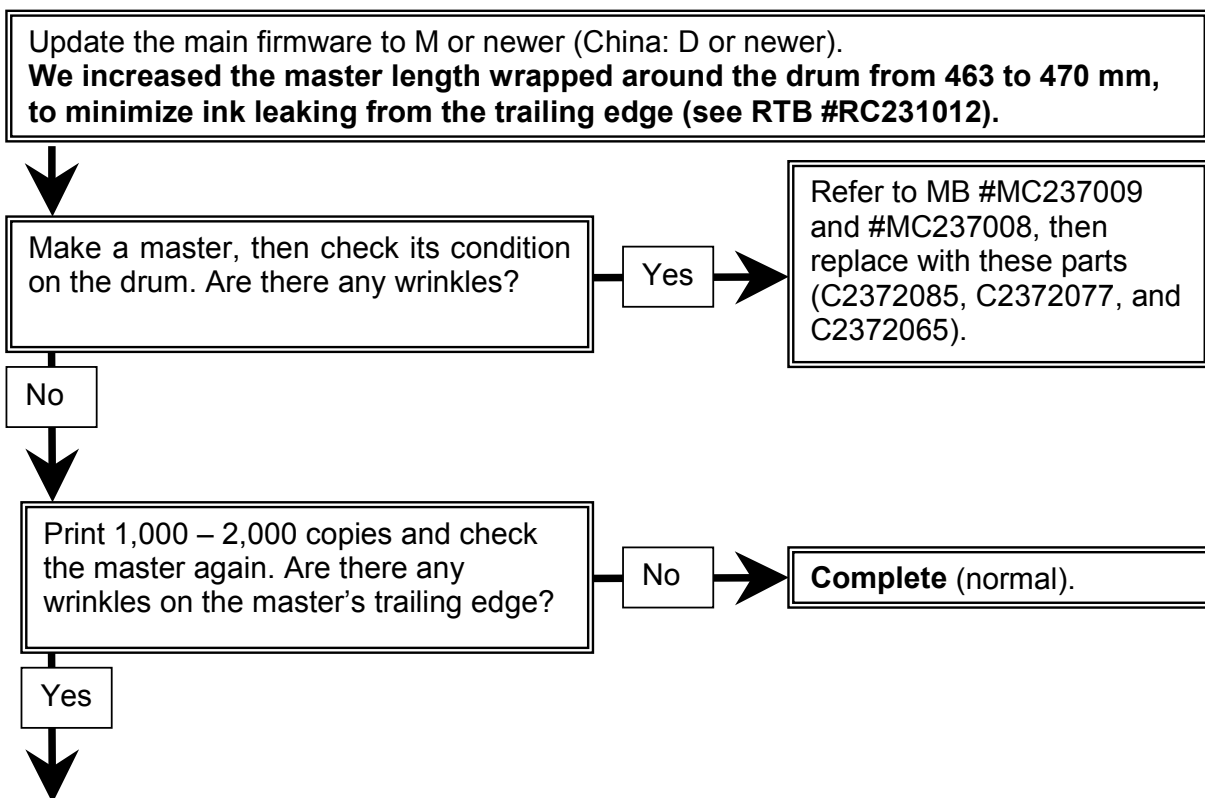 Update the main firmware to M or newer (China: D or newer).
We increased the master length wrapped around the drum from 463 to 470 mm,
to minimize ink leaking from the trailing edge (see RTB #RC231012).
Make a master, then check its condition
on the drum. Are there any wrinkles?
Yes
Refer to MB #MC237009
and #MC237008, then
replace with these parts
(C2372085, C2372077, and
C2372065).
No
Print 1,000 – 2,000 copies and check
the master again. Are there any
wrinkles on the master’s trailing edge?
No
Complete (normal).
Yes